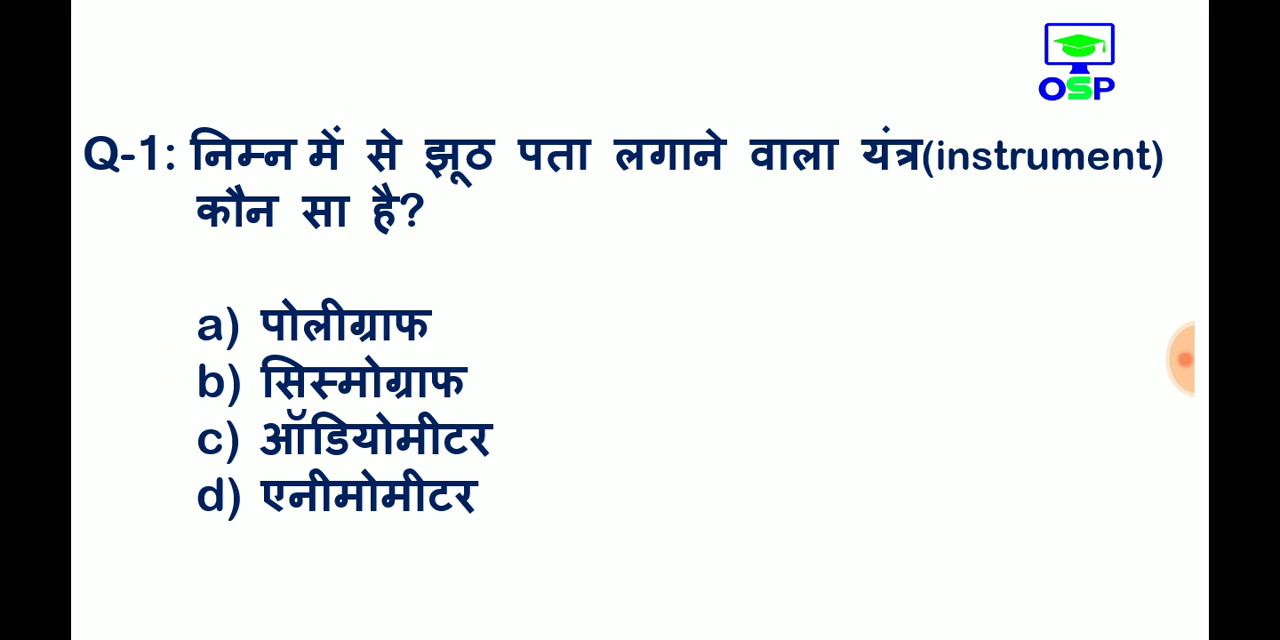 OSP
Q-1: निम्न में से झूठ पता लगाने वाला यंत्र(instrument)
कौन सा है?
a) पोलीग्राफ
b) सिस्मोग्राफ
c) ऑडियोमीटर
d) एनीमोमीटर